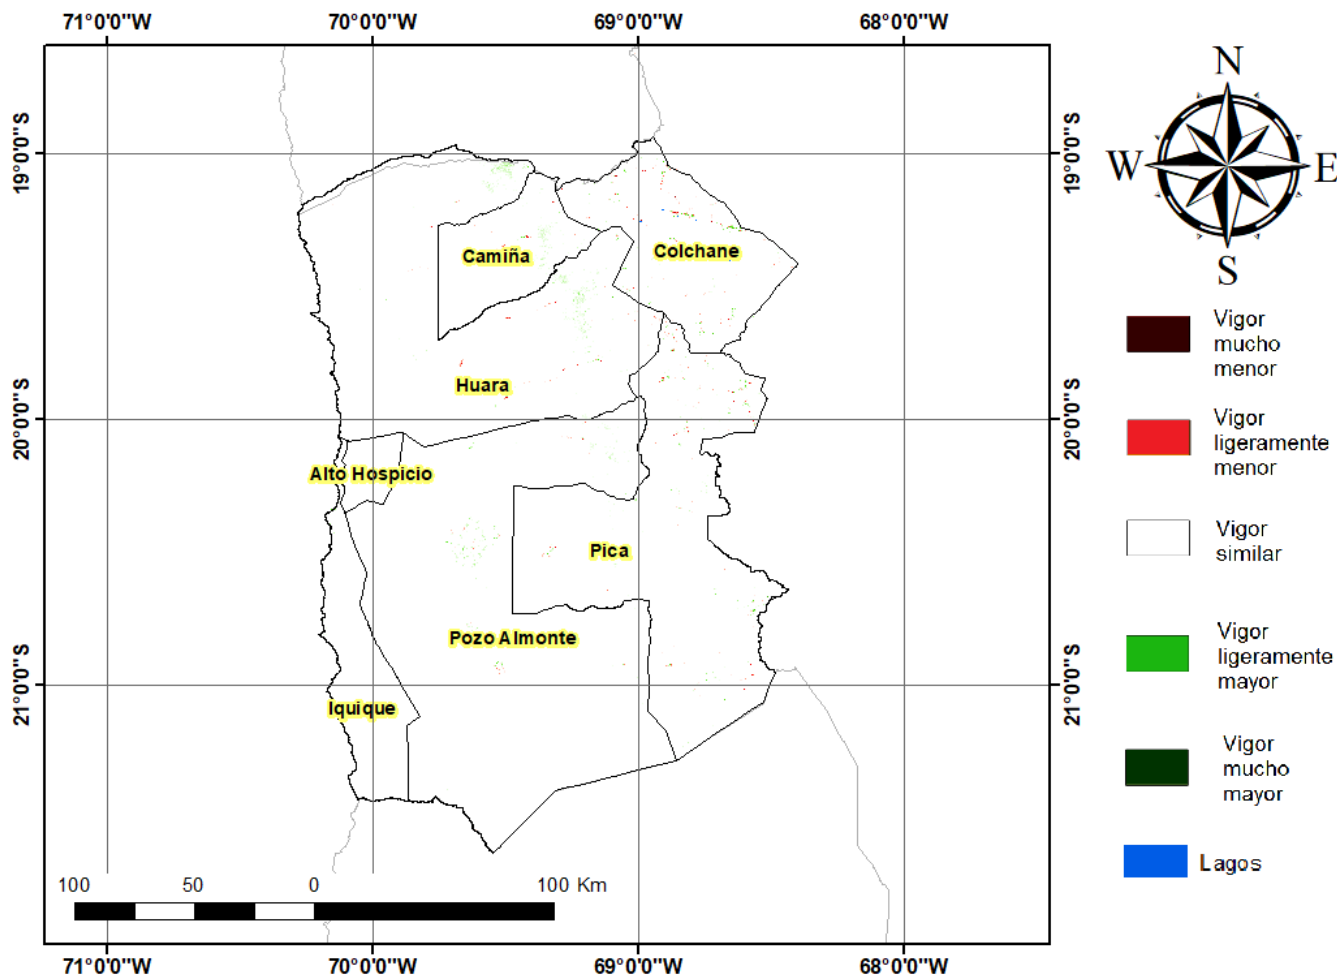 71°0'0"W 70°0'0"W 69°0'0"W 68°0'0"W
N
W E
S
19°0'0"S 19°0'0"S
20°0'0"S 20°0'0"S
21°0'0"S 21°0'0"S
Camiña
Colchane
Huara
Alto Hospicio
Pica
Pozo Almonte
Iquique
100 50 0 100 Km
71°0'0"W 70°0'0"W 69°0'0"W 68°0'0"W
Vigor
mucho
menor
Vigor
ligeramente
menor
Vigor
similar
Vigor
ligeramente
mayor
Vigor
mucho
mayor
Lagos